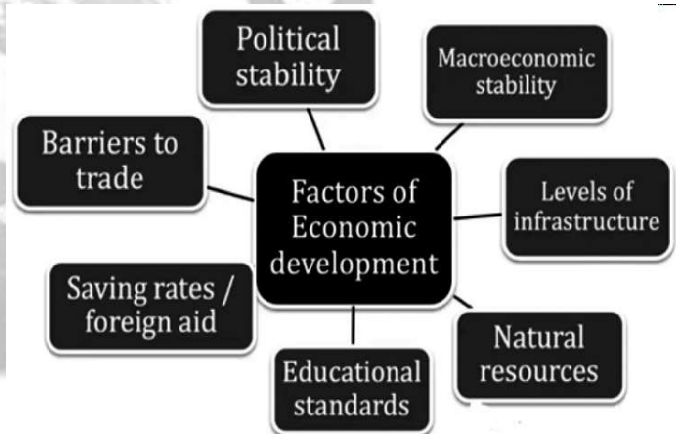 Political
stability
Macroeconomic
stability
Barriers to
trade
Factors of
Economic
development
Levels of
infrastructure
Saving rates /
foreign aid
Educational
standards
Natural
resources